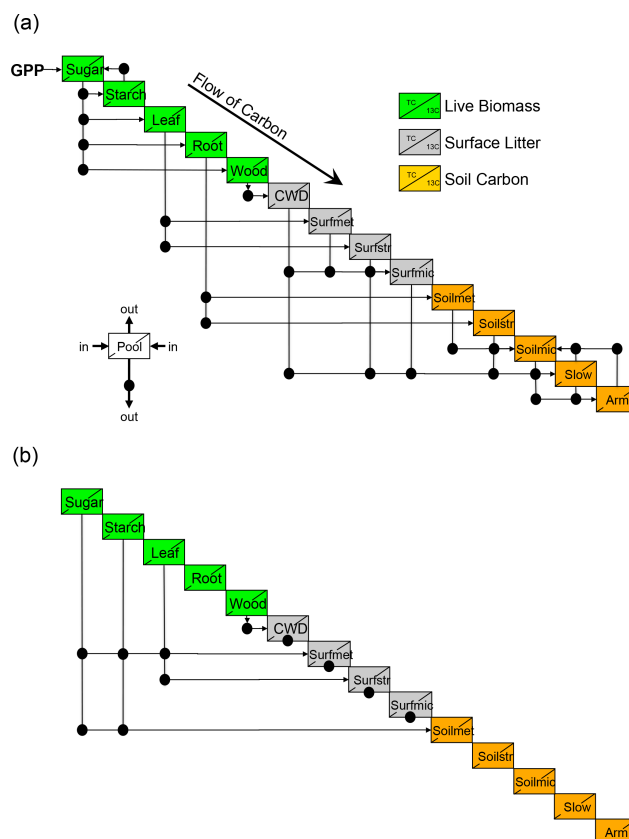 (a)
GPP
Sugar
Starch
Leaf
Root
Wood
CWD
Surfmet
Surfstr
Surfmic
Soilmet
Soilstr
Soilmic
Slow
Arm
Flow of Carbon
TC 13C Live Biomass
TC 13C Surface Litter
TC 13C Soil Carbon
out
in Pool in
out
(b)
Sugar
Starch
Leaf
Root
Wood
CWD
Surfmet
Surfstr
Surfmic
Soilmet
Soilstr
Soilmic
Slow
Arm